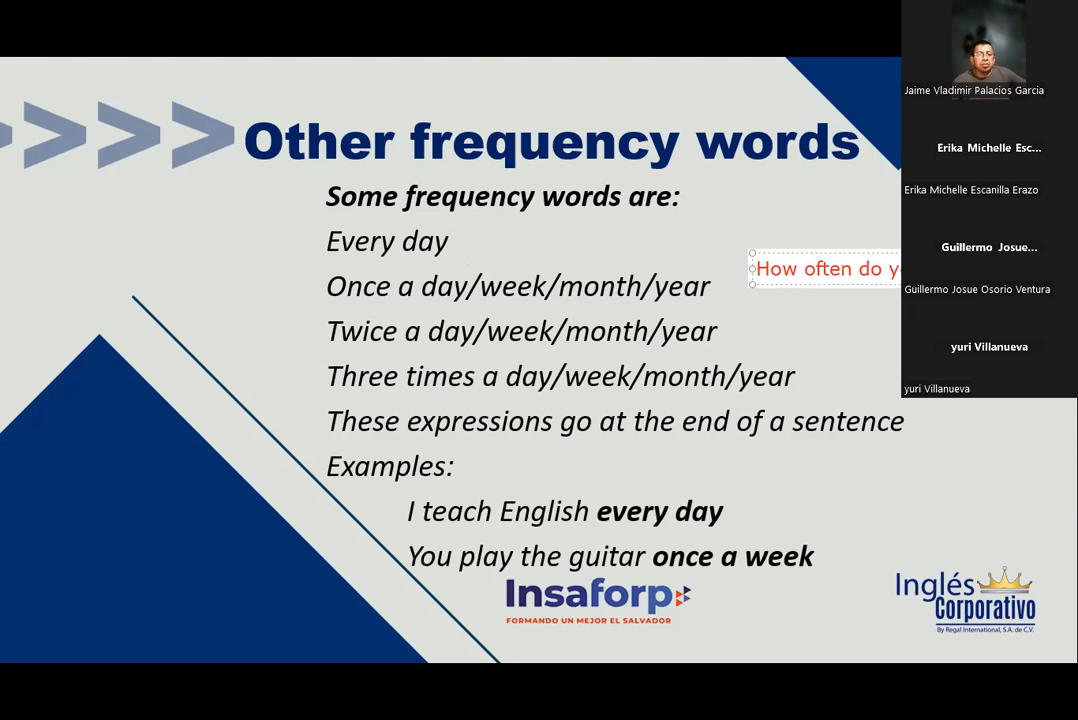 >>>> Other frequency words
Some frequency words are:
Every day
Once a day/week/month/year
Twice a day/week/month/year
Three times a day/week/month/year
These expressions go at the end of a sentence
Examples:
I teach English every day
You play the guitar once a week
How often do y
Insaforp
FORMANDO UN MEJOR EL SALVADOR
Inglés
Corporativo
By Regal International, S.A. de C.V.
Jaime Vladimir Palacios Garcia
Erika Michelle Esc...
Erika Michelle Escanilla Erazo
Guillermo Josue...
Guillermo Josue Osorio Ventura
yuri Villanueva
yuri Villanueva